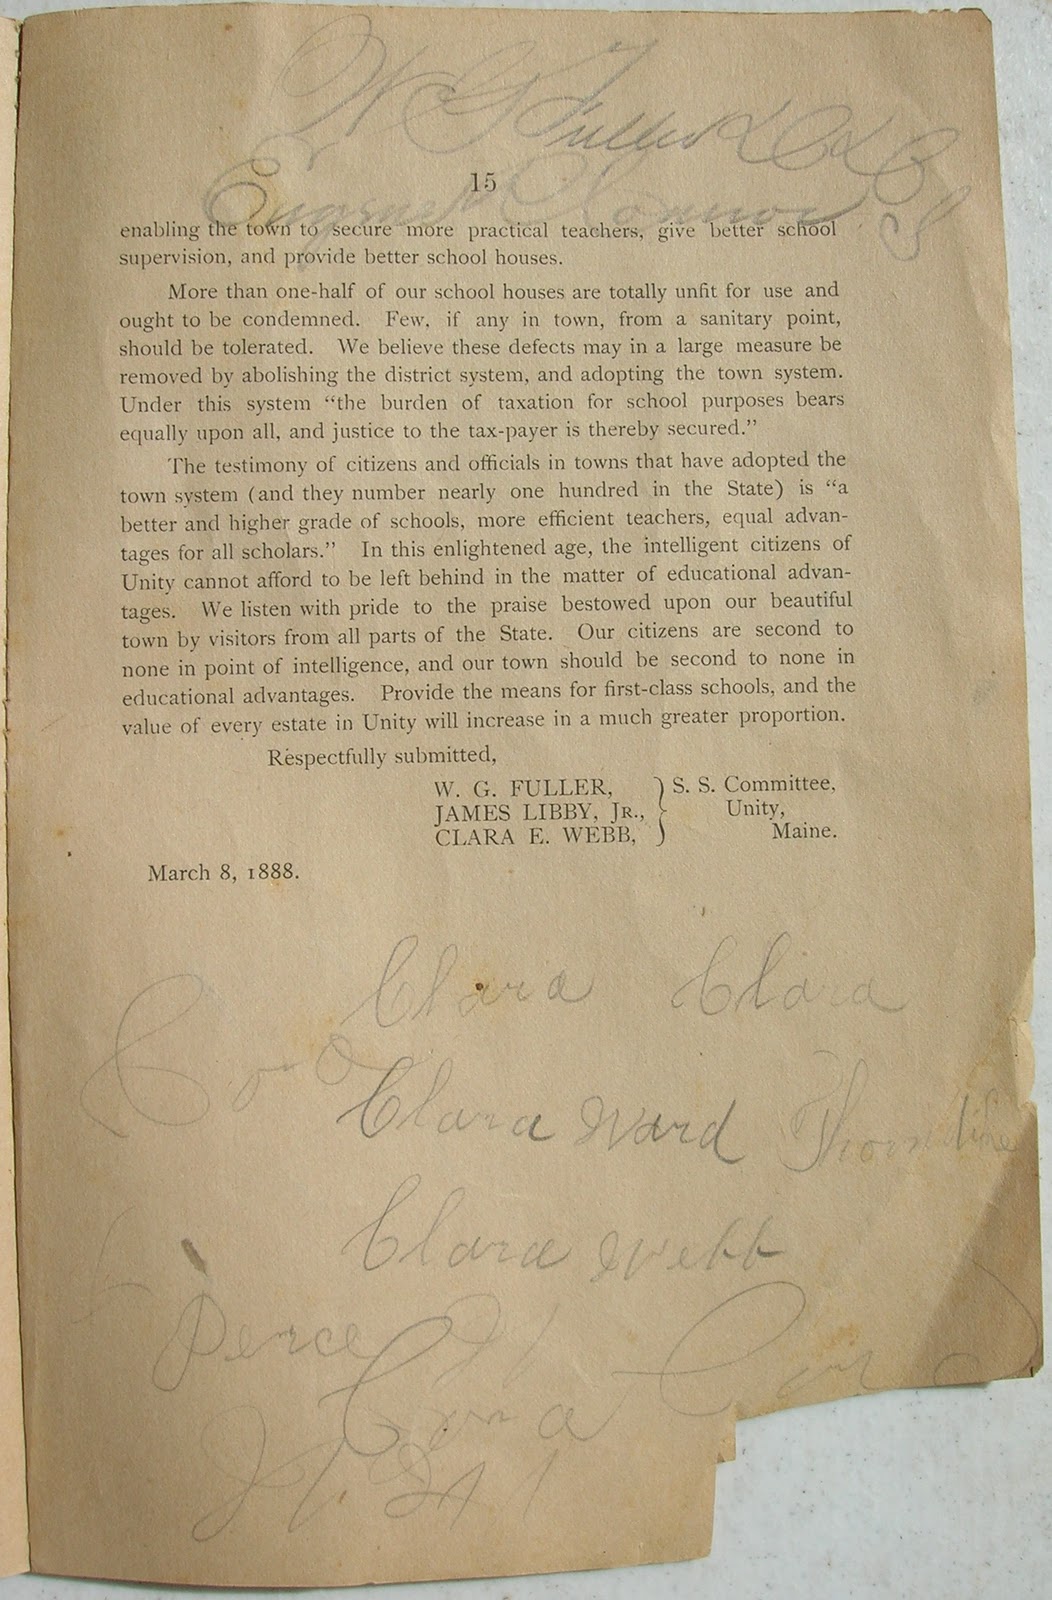 W G Fuller
15
Eugene
enabling the town to secure more practical teachers, give better school
supervision, and provide better school houses.
More than one-half of our school houses are totally unfit for use and
ought to be condemned. Few, if any in town, from a sanitary point,
should be tolerated. We believe these defects may in a large measure be
removed by abolishing the district system, and adopting the town system.
Under this system "the burden of taxation for school purposes bears
equally upon all, and justice to the tax-payer is thereby secured."
The testimony of citizens and officials in towns that have adopted the
town system (and they number nearly one hundred in the State) is "a
better and higher grade of schools, more efficient teachers, equal advan-
tages for all scholars." In this enlightened age, the intelligent citizens of
Unity cannot afford to be left behind in the matter of educational advan-
tages. We listen with pride to the praise bestowed upon our beautiful
town by visitors from all parts of the State. Our citizens are second to
none in point of intelligence, and our town should be second to none in
educational advantages. Provide the means for first-class schools, and the
value of every estate in Unity will increase in a much greater proportion.
Respectfully submitted,
W. G. FULLER, } S. S. Committee,
JAMES LIBBY, JR., Unity,
CLARA E. WEBB, Maine.
March 8, 1888.
Clara Clara
Clara Ward
Clara Webb